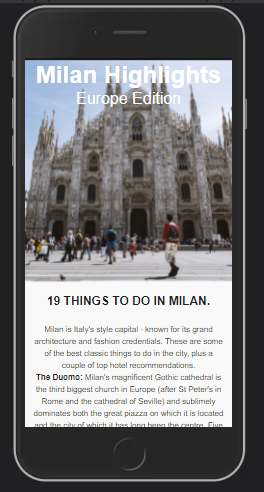 Milan Highlights
Europe Edition
19 THINGS TO DO IN MILAN.
Milan is Italy's style capital - known for its grand
architecture and fashion credentials. These are some
of the best classic things to do in the city, plus a
couple of top hotel recommendations.
The Duomo: Milan's magnificent Gothic cathedral is
the third biggest church in Europe (after St Peter's in
Rome and the cathedral of Seville) and sublimely
dominates both the great piazza on which it is located
and the city of which it has long been the centre. Five